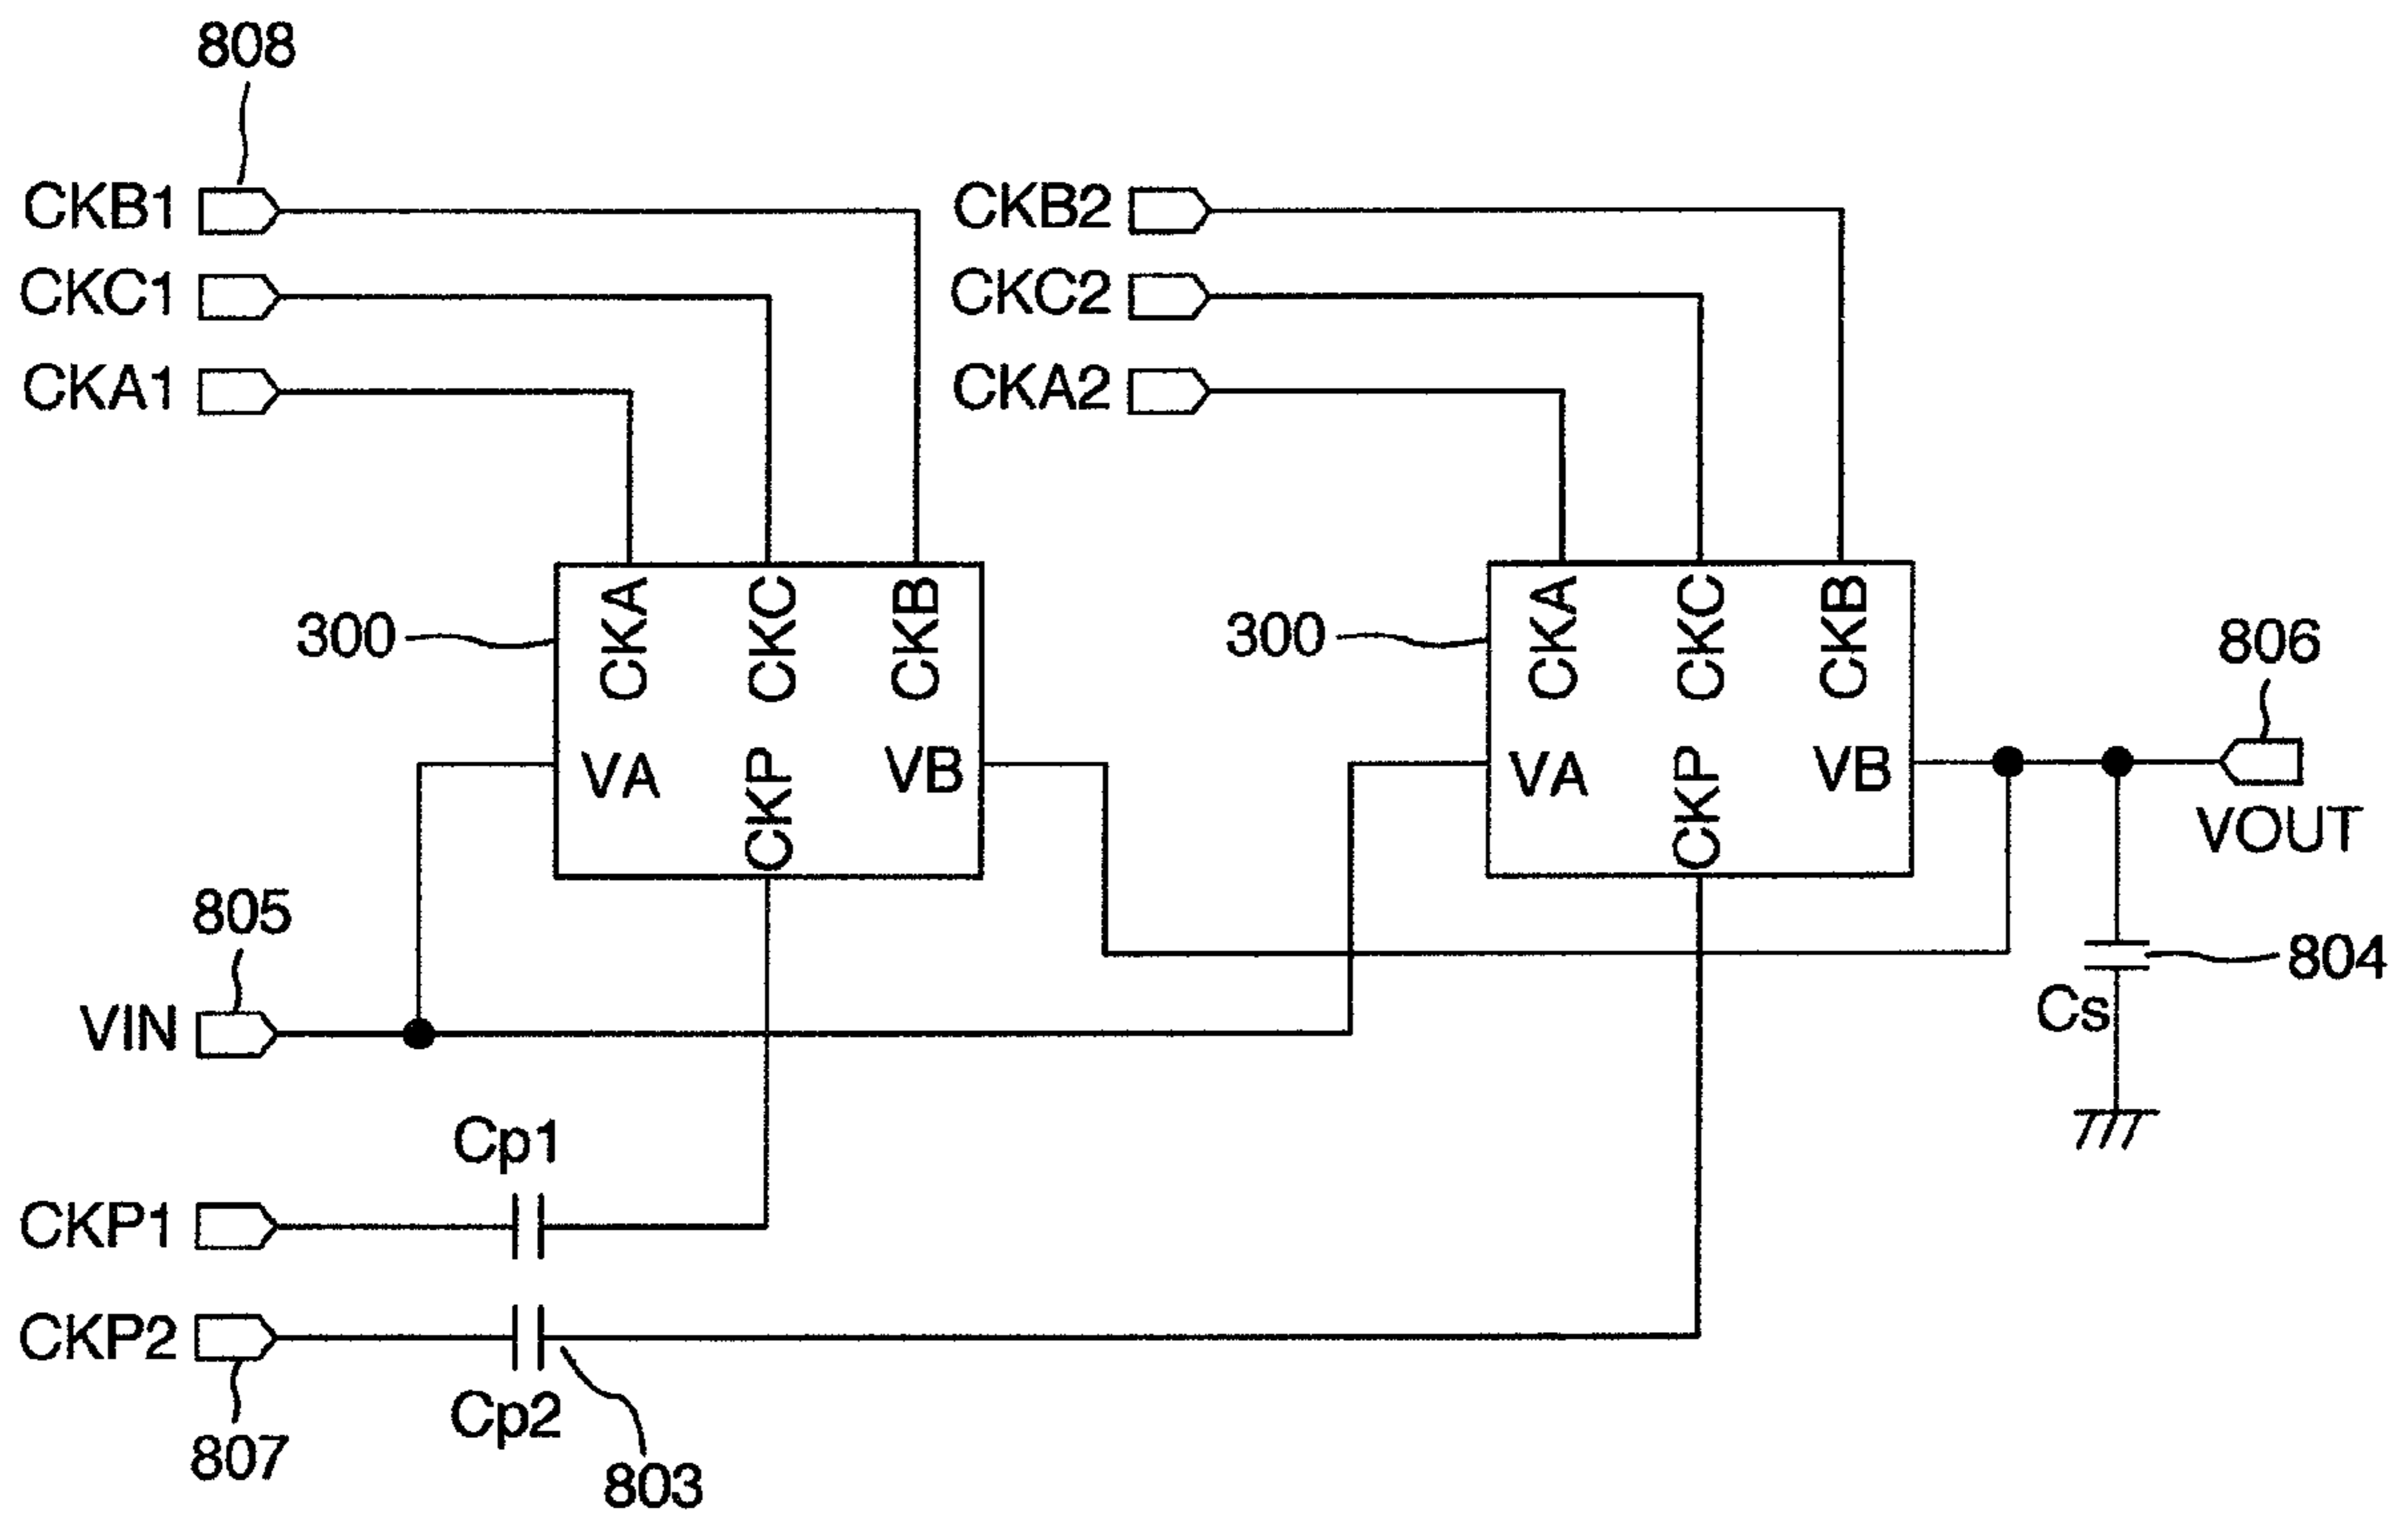 808
CKB1
CKB2
CKC1
CKC2
CKA1
CKA2
300
CKA
CKC
CKB
300
CKA
CKC
CKB
806
VA
CKP
VB
VA
CKP
VB
VOUT
805
804
VIN
Cs
Cp1
CKP1
CKP2
Cp2
807
803